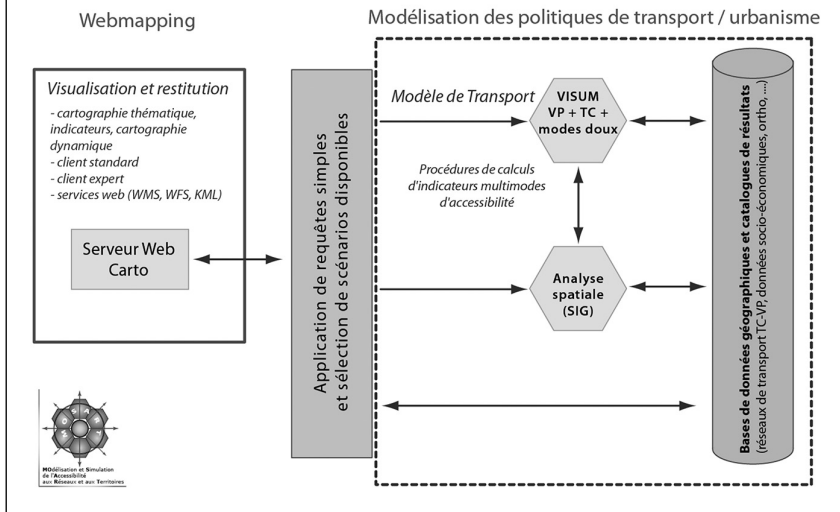 Webmapping
Modélisation des politiques de transport / urbanisme
Visualisation et restitution
- cartographie thématique,
indicateurs, cartographie
dynamique
- client standard
- client expert
- services web (WMS, WFS, KML)
Serveur Web
Carto
Application de requêtes simples
et sélection de scénarios disponibles
Modèle de Transport
VISUM
VP + TC +
modes doux
Procédures de calculs
d'indicateurs multimodes
d'accessibilité
Analyse
spatiale
(SIG)
Bases de données géographiques et catalogues de résultats
(réseaux de transport TC-VP, données socio-économiques, ortho, ....)
MOdélisation et Simulation
de l'Accessibilité
aux Réseaux et aux Territoires